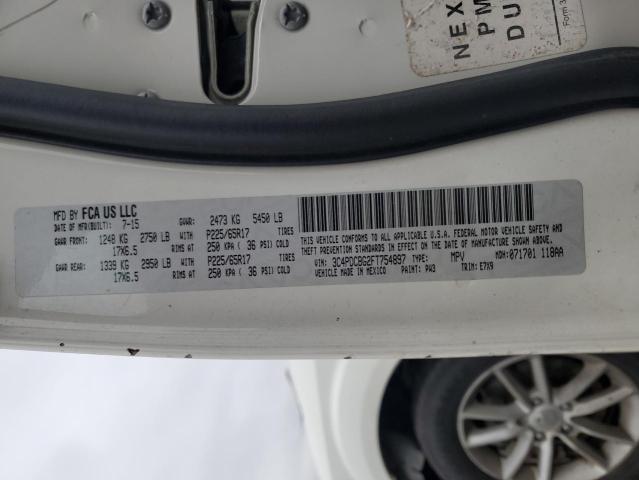 NEX
PM
DU
Form 3
MFD BY FCA US LLC
DATE OF MFR(BUILT): 7-15 GVWR: 2473 KG 5450 LB
GAWR FRONT: 1248 KG 2750 LB WITH P225/65R17 TIRES
17X6.5 RIMS AT 250 KPA ( 36 PSI) COLD
GAWR REAR: 1339 KG 2950 LB WITH P225/65R17 TIRES
17X6.5 RIMS AT 250 KPA ( 36 PSI) COLD
THIS VEHICLE CONFORMS TO ALL APPLICABLE U.S.A. FEDERAL MOTOR VEHICLE SAFETY AND
THEFT PREVENTION STANDARDS IN EFFECT ON THE DATE OF MANUFACTURE SHOWN ABOVE.
VIN: 3C4PDCBG2FT754897 TYPE: MPV MDH: 071701 118AA
VEHICLE MADE IN MEXICO PAINT: PW3 TRIM: E7X9